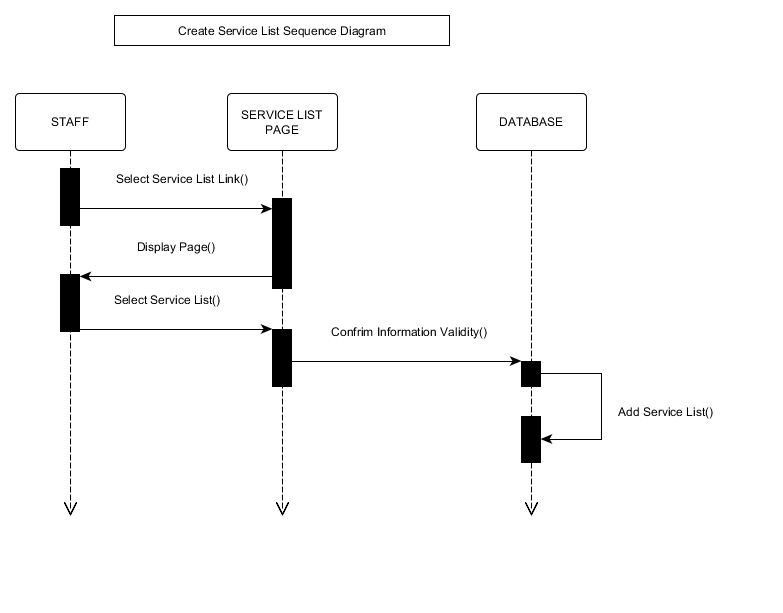 Create Service List Sequence Diagram
STAFF
SERVICE LIST
PAGE
DATABASE
Select Service List Link()
Display Page()
Select Service List()
Confrim Information Validity()
Add Service List()